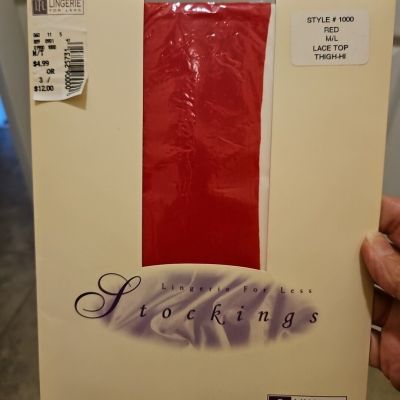 LINGERIE
FOR LESS
M/T
$4.99
OR
3 /
$12.00
STYLE # 1000
RED
M/L
LACE TOP
THIGH-HI
Lingerie For Less
Stockings